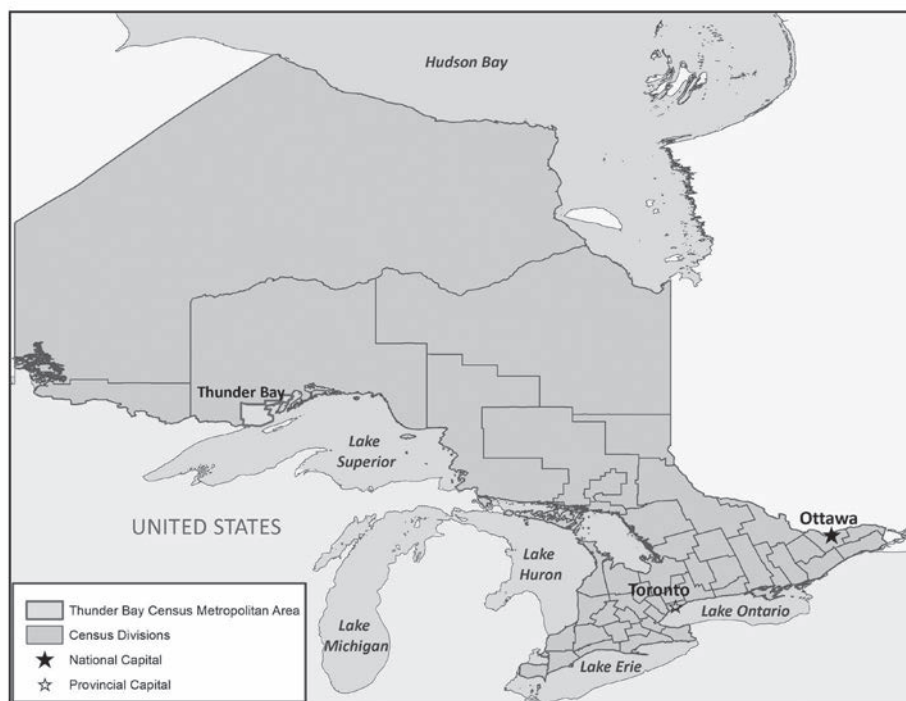 Hudson Bay
Thunder Bay
Lake
Superior
UNITED STATES
Ottawa
Lake
Huron
Toronto
Lake Ontario
Lake
Michigan
Lake Erie
Thunder Bay Census Metropolitan Area
Census Divisions
National Capital
Provincial Capital